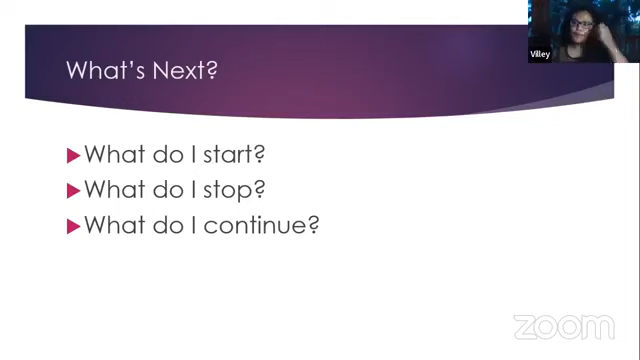 Villey
What's Next?
What do I start?
What do I stop?
What do I continue?
zoom